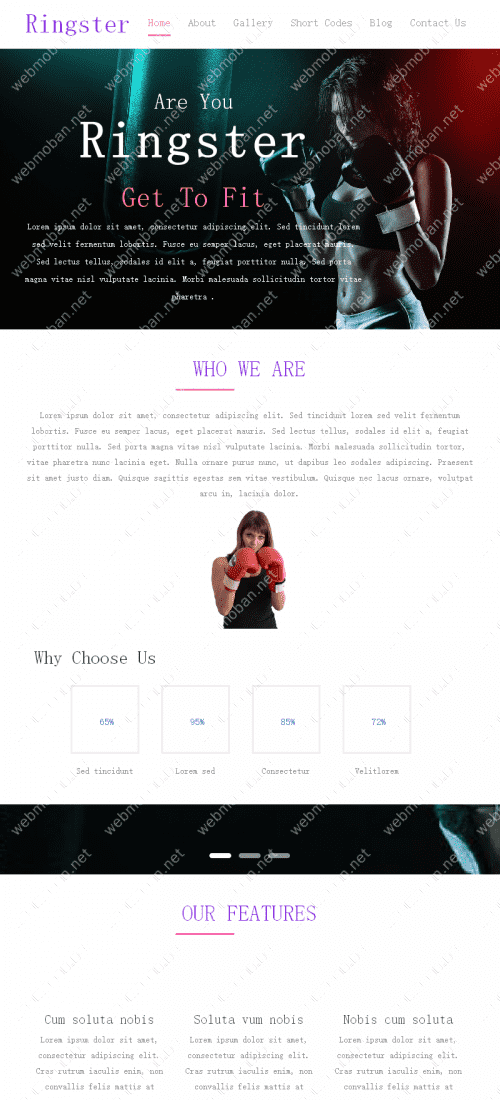 Ringster
Home About Gallery Short Codes Blog Contact Us
Are You
Ringster
Get To Fit
Lorem ipsum dolor sit amet, consectetur adipiscing elit. Sed tincidunt lorem
sed velit fermentum lobortis. Fusce eu semper lacus, eget placerat mauris.
Sed lectus tellus, sodales id elit a, feugiat porttitor nulla. Sed porta
magna vitae nisl vulputate lacinia. Morbi malesuada sollicitudin tortor vitae
pharetra .
WHO WE ARE
Lorem ipsum dolor sit amet, consectetur adipiscing elit. Sed tincidunt lorem sed velit fermentum
lobortis. Fusce eu semper lacus, eget placerat mauris. Sed lectus tellus, sodales id elit a, feugiat
porttitor nulla. Sed porta magna vitae nisl vulputate lacinia. Morbi malesuada sollicitudin tortor,
vitae pharetra nunc lacinia eget. Nulla ornare purus nunc, ut dapibus leo sodales adipiscing. Praesent
sit amet justo diam. Quisque sagittis egestas sem vitae vestibulum. Quisque nec lacus ornare, volutpat
arcu in, lacinia dolor.
Why Choose Us
65% 95% 85% 72%
Sed tincidunt Lorem sed Consectetur Velitlorem
OUR FEATURES
Cum soluta nobis Soluta vum nobis Nobis cum soluta
Lorem ipsum dolor sit amet, Lorem ipsum dolor sit amet, Lorem ipsum dolor sit amet,
consectetur adipiscing elit. consectetur adipiscing elit. consectetur adipiscing elit.
Cras rutrum iaculis enim, non Cras rutrum iaculis enim, non Cras rutrum iaculis enim, non
convallis felis mattis at convallis felis mattis at convallis felis mattis at
webmoban.net